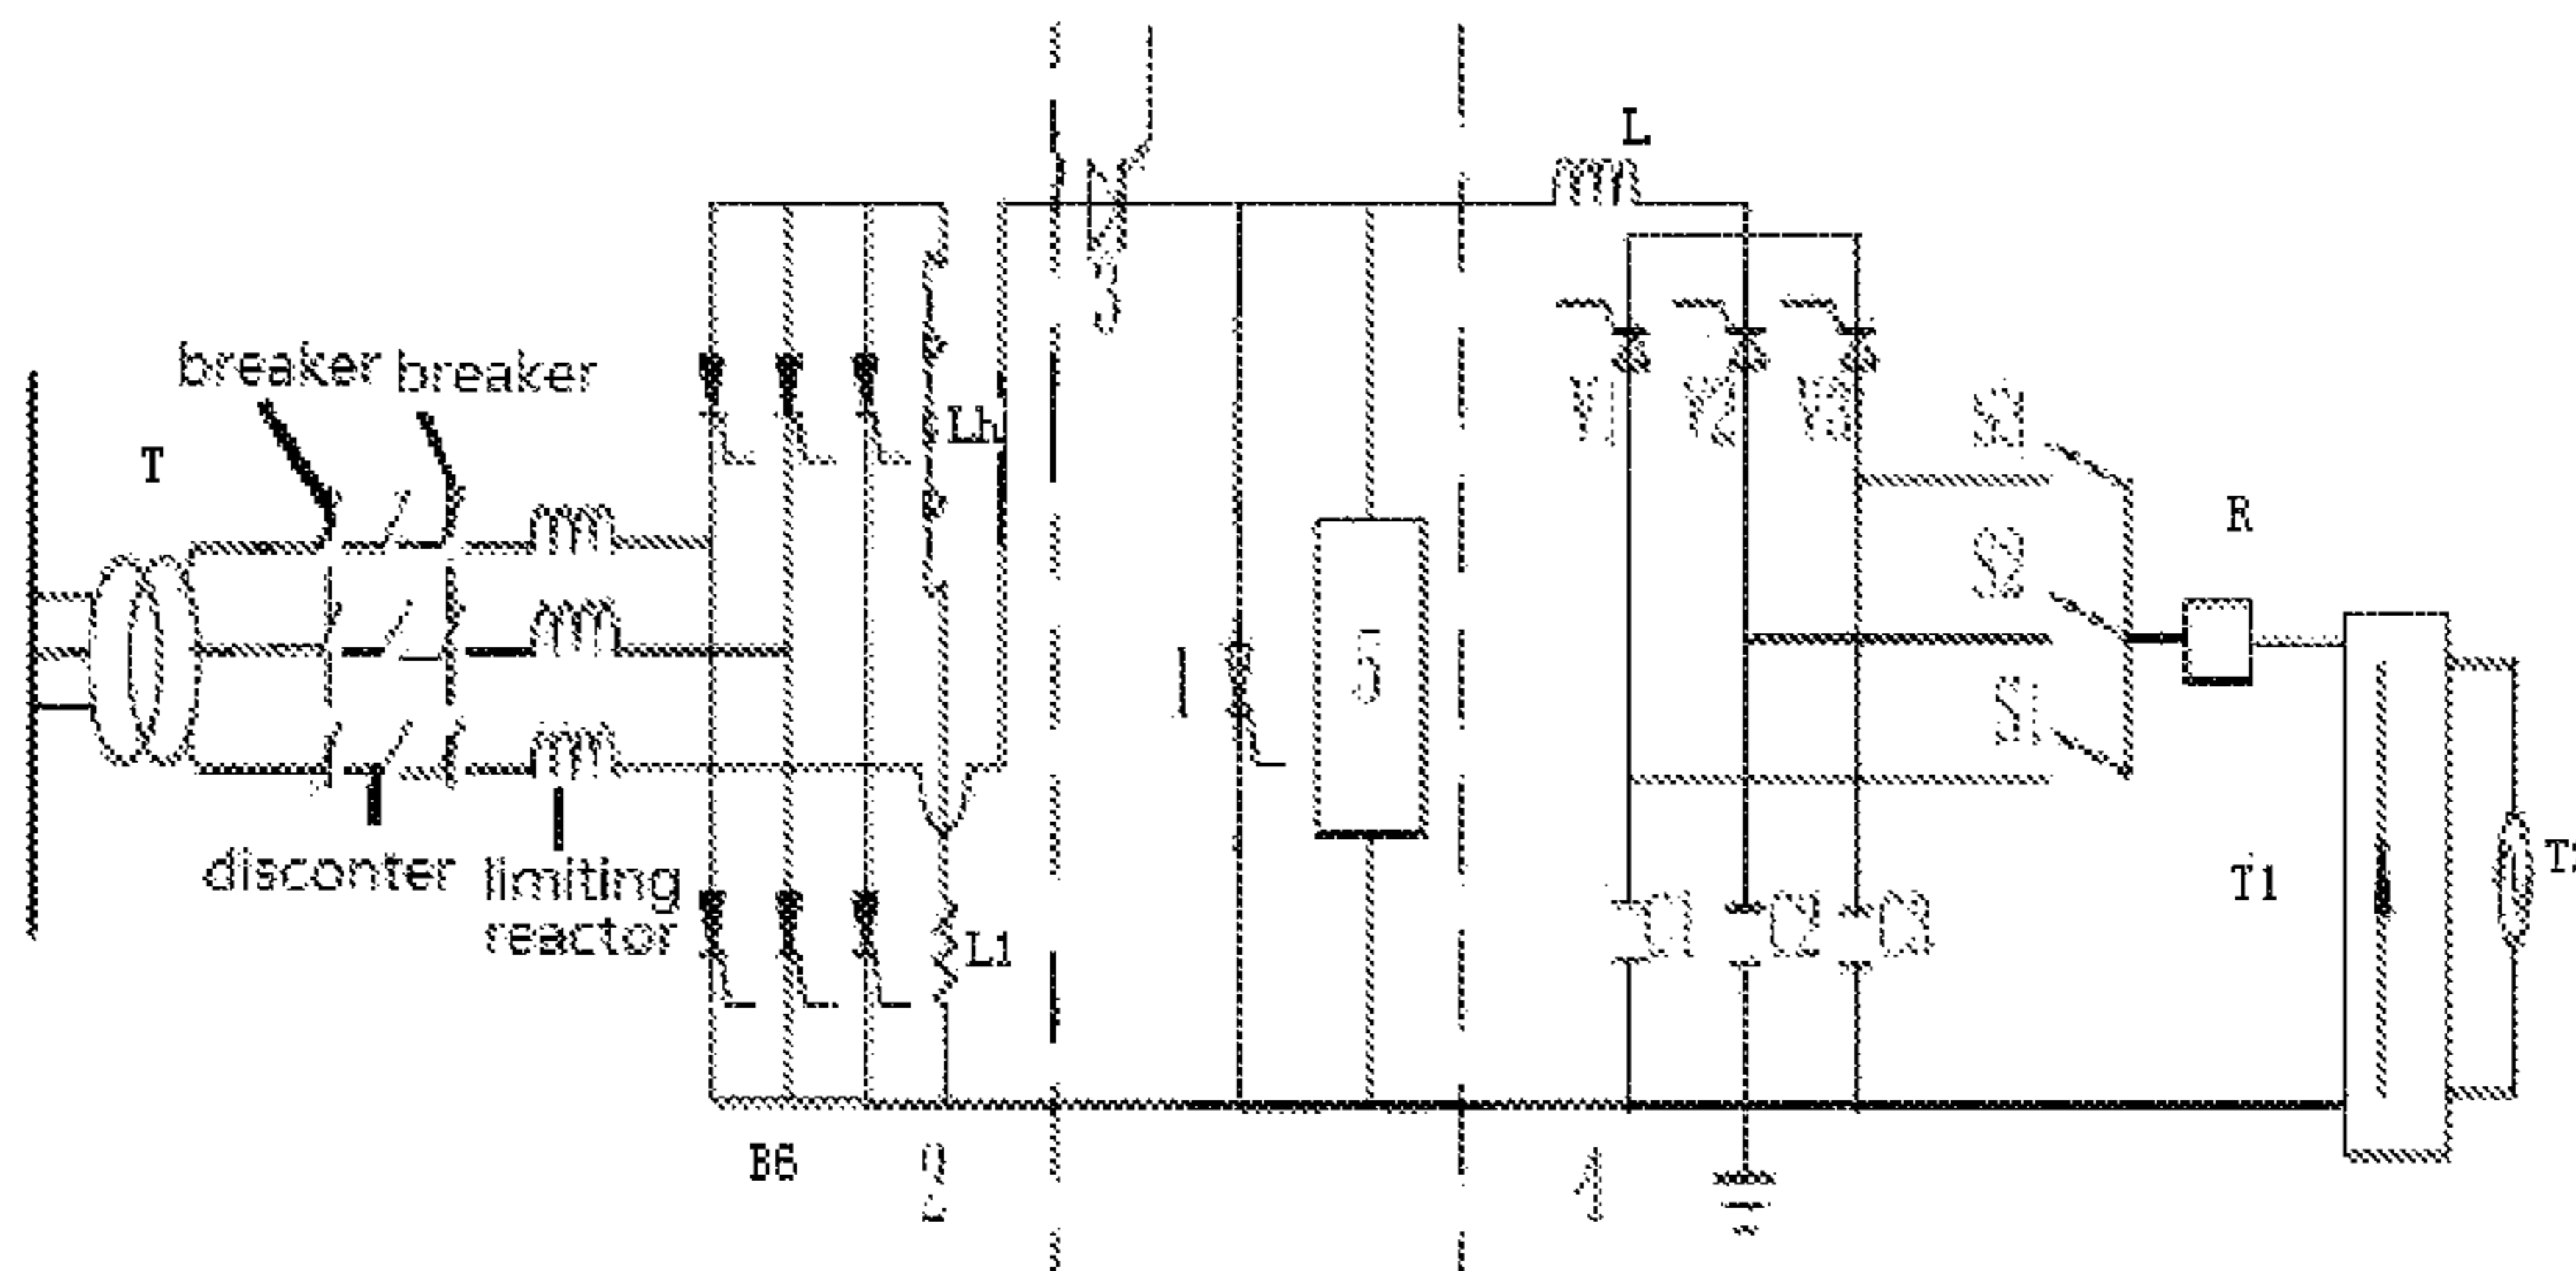 L
3
breaker
breaker
T
Lh
V1
V2
V3
S3
S2
S1
R
1
5
disconter
limiting
reactor
L1
C1
C2
C3
T1
B6
2
4